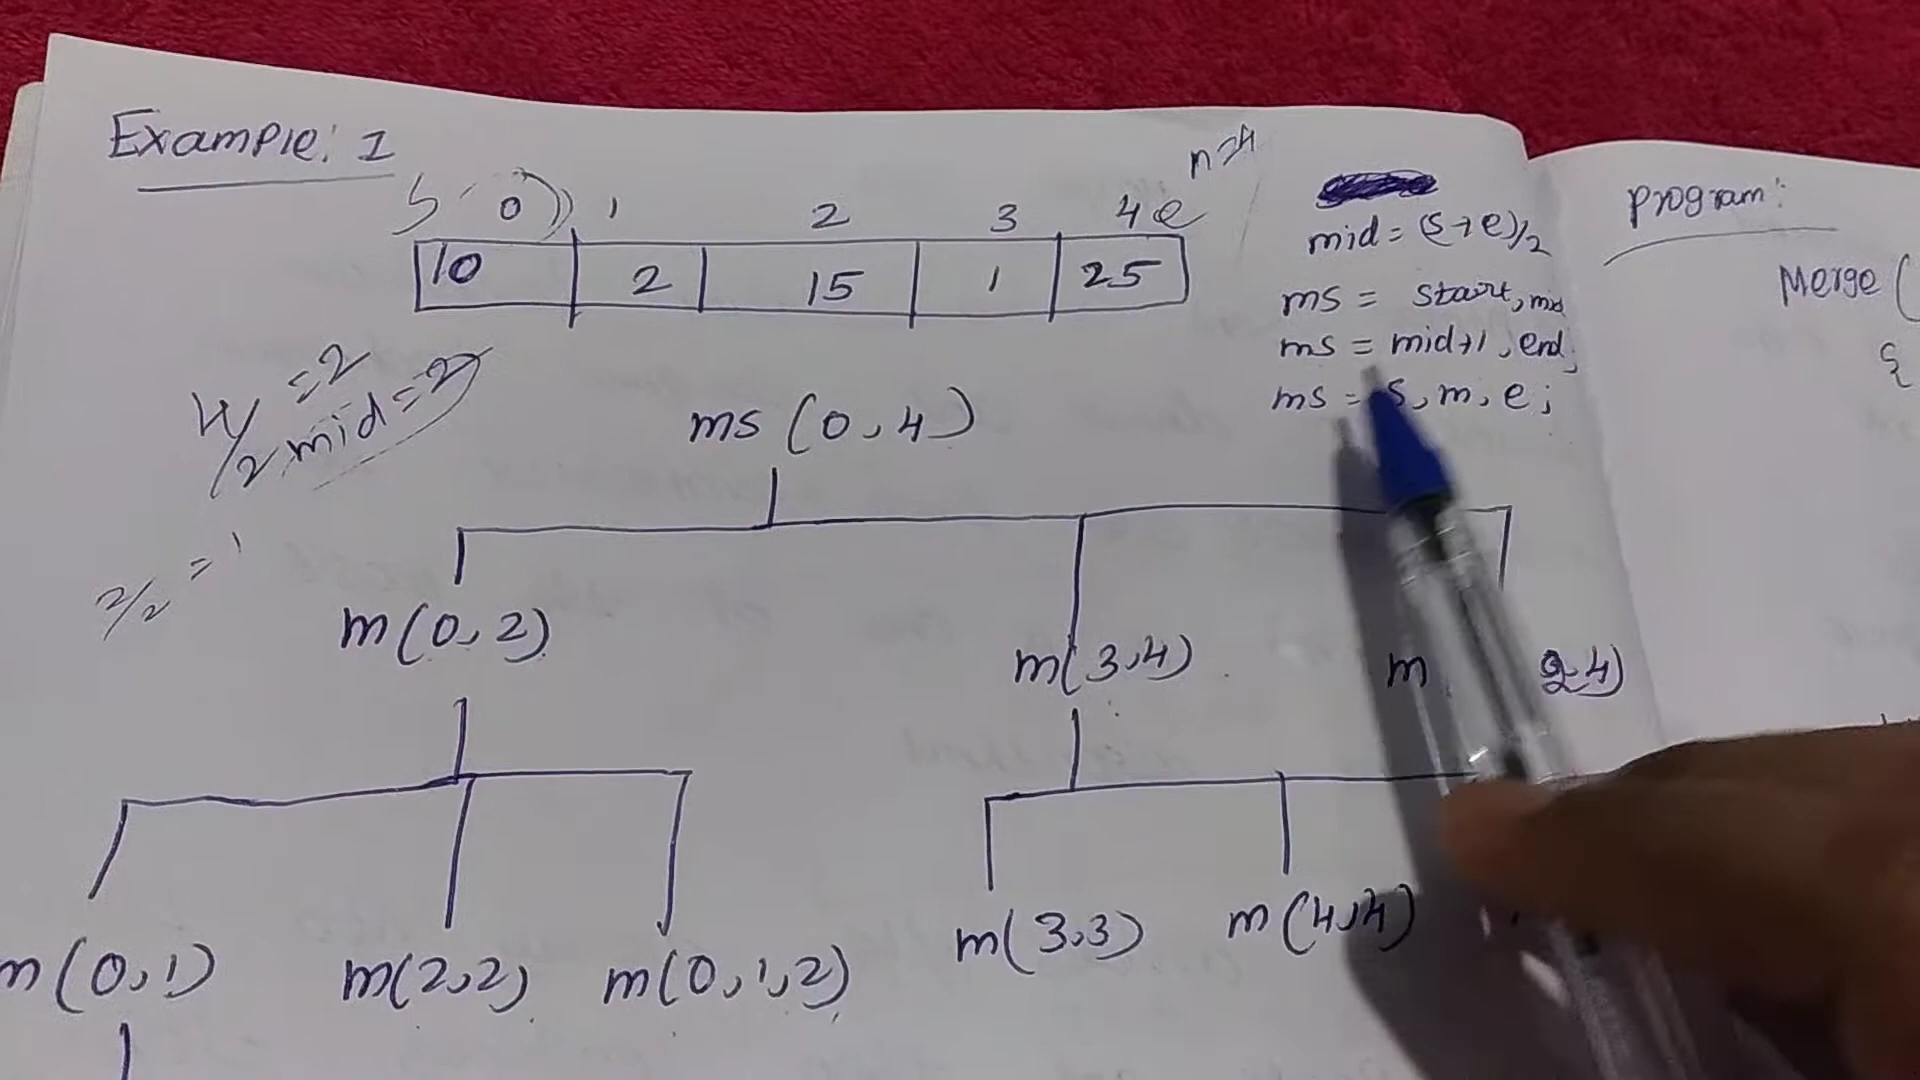 Example: 1
n=4
S 0 1 2 3 4 e
10 2 15 1 25
mid = (s+e)/2
ms = start, mid
ms = mid+1, end;
ms = s, m, e;
4/2 = 2
mid = 2
2/2 = 1
ms (0,4)
m(0,2) m(3,4) m 2,4)
m(0,1) m(2,2) m(0,1,2) m(3,3) m(4,4)
program:
Merge (
{